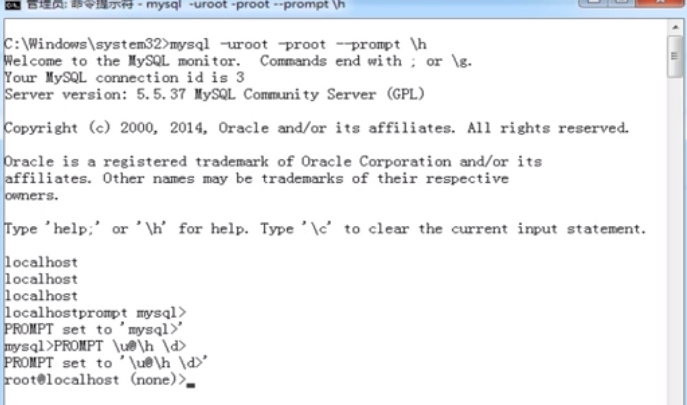 管理员: 命令提示符 - mysql -uroot -proot --prompt \h
C:\Windows\system32>mysql -uroot -proot --prompt \h
Welcome to the MySQL monitor.  Commands end with ; or \g.
Your MySQL connection id is 3
Server version: 5.5.37 MySQL Community Server (GPL)
Copyright (c) 2000, 2014, Oracle and/or its affiliates. All rights reserved.
Oracle is a registered trademark of Oracle Corporation and/or its
affiliates. Other names may be trademarks of their respective
owners.
Type 'help;' or '\h' for help. Type '\c' to clear the current input statement.
localhost
localhost
localhost
localhostprompt mysql>
PROMPT set to 'mysql>'
mysql>PROMPT \u@\h \d>
PROMPT set to '\u@\h \d>'
root@localhost (none)>_